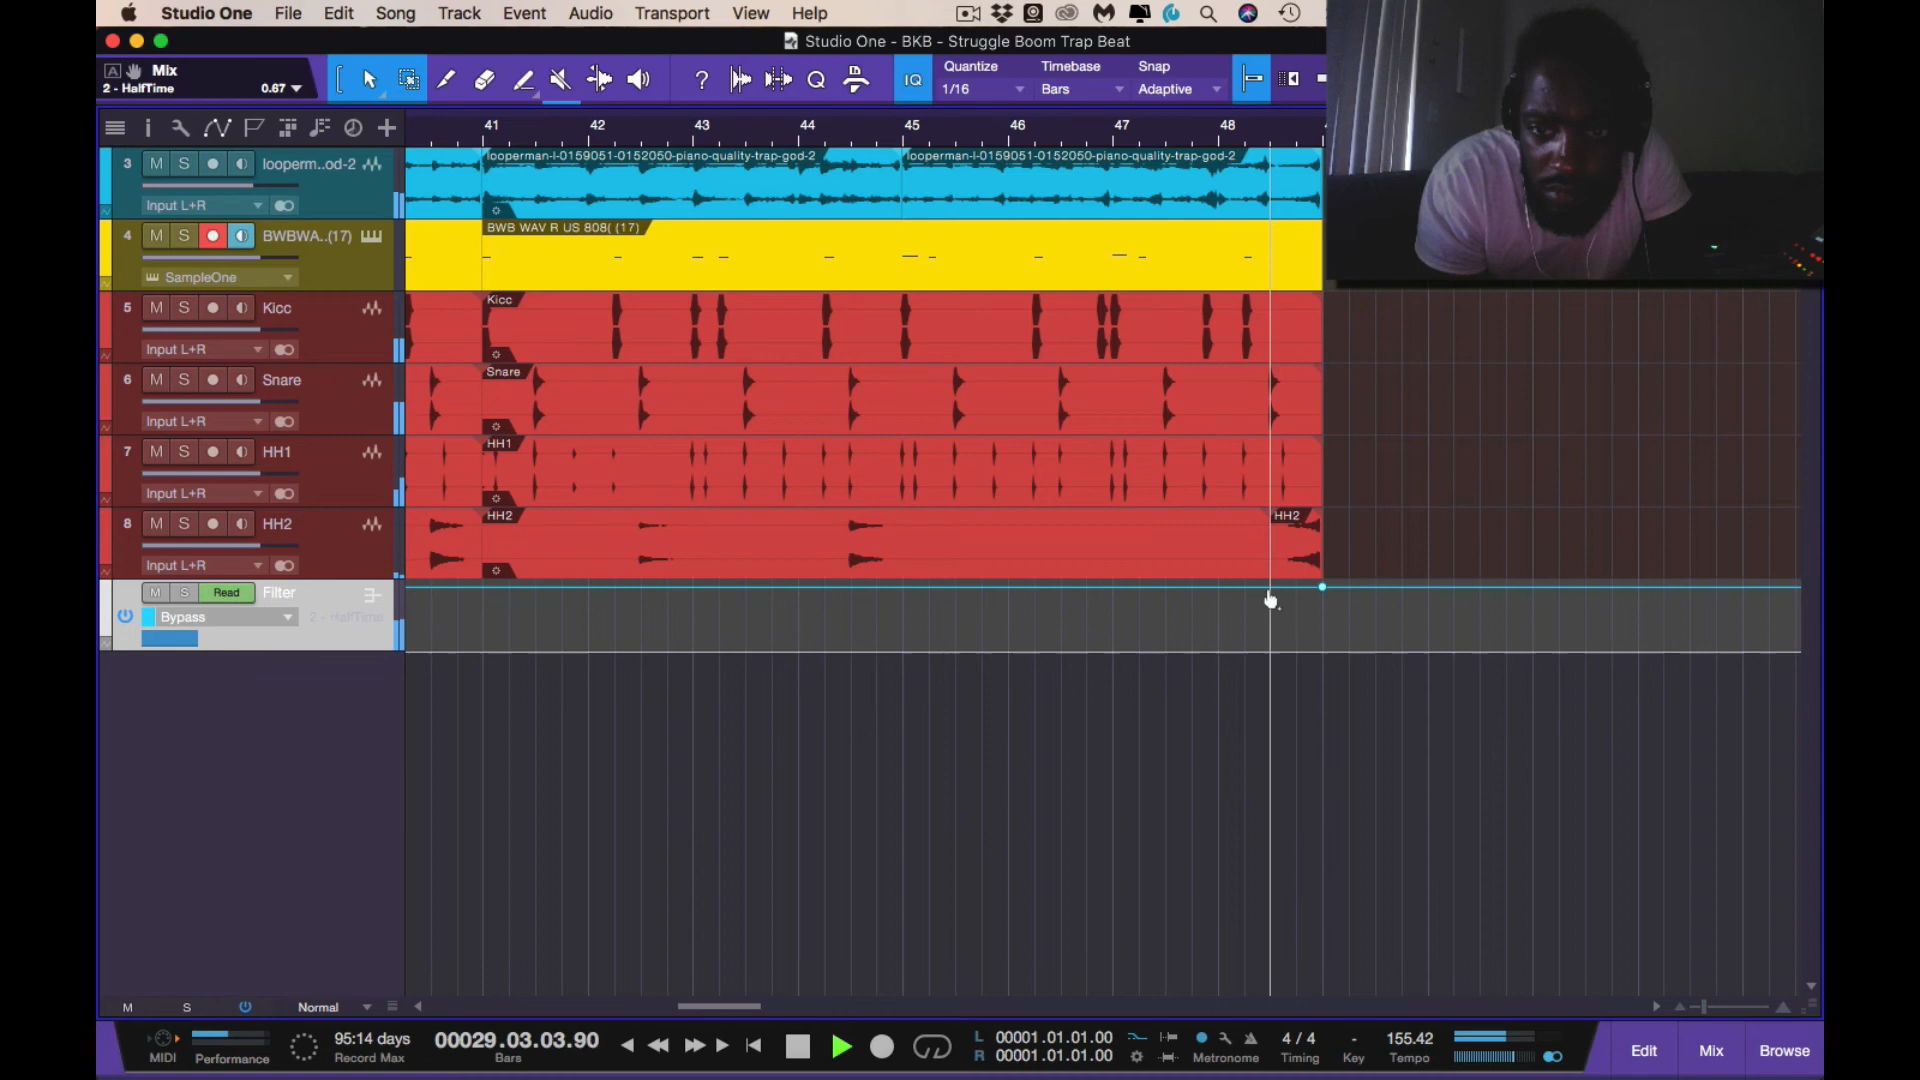 Studio One File Edit Song Track Event Audio Transport View Help
Studio One - BKB - Struggle Boom Trap Beat
A Mix
2 - HalfTime 0.67
IQ
Quantize Timebase Snap
1/16 Bars Adaptive
41 42 43 44 45 46 47 48
3 M S looperm..od-2
Input L+R
looperman-l-0159051-0152050-piano-quality-trap-god-2 looperman-l-0159051-0152050-piano-quality-trap-god-2
4 M S BWBWA..(17)
SampleOne
BWB WAV R US 808( (17)
5 M S Kicc
Input L+R
Kicc
6 M S Snare
Input L+R
Snare
7 M S HH1
Input L+R
HH1
8 M S HH2
Input L+R
HH2 HH2
M S Read Filter
Bypass 2 - HalfTime
M S Normal
MIDI Performance
95:14 days
Record Max
00029.03.03.90
Bars
L 00001.01.01.00
R 00001.01.01.00
Metronome
4 / 4
Timing
-
Key
155.42
Tempo
Edit Mix Browse